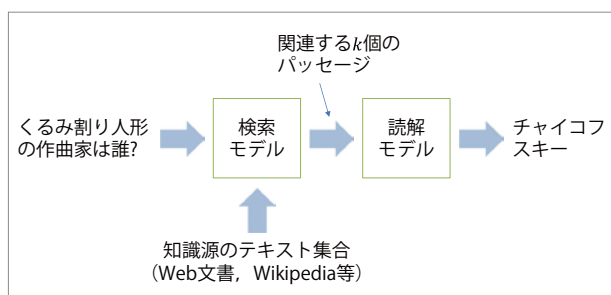 関連するk個の
パッセージ
くるみ割り人形
の作曲家は誰?
検索
モデル
読解
モデル
チャイコフ
スキー
知識源のテキスト集合
（Web文書，Wikipedia等）